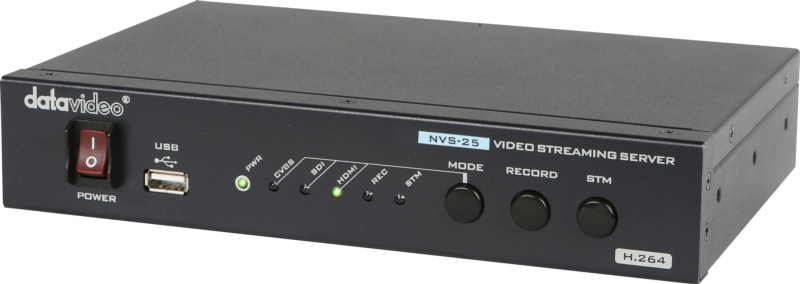 datavideo®
NVS-25 VIDEO STREAMING SERVER
I
O
POWER
USB
PWR
CVBS
SDI
HDMI
REC
STM
MODE
RECORD
STM
H.264